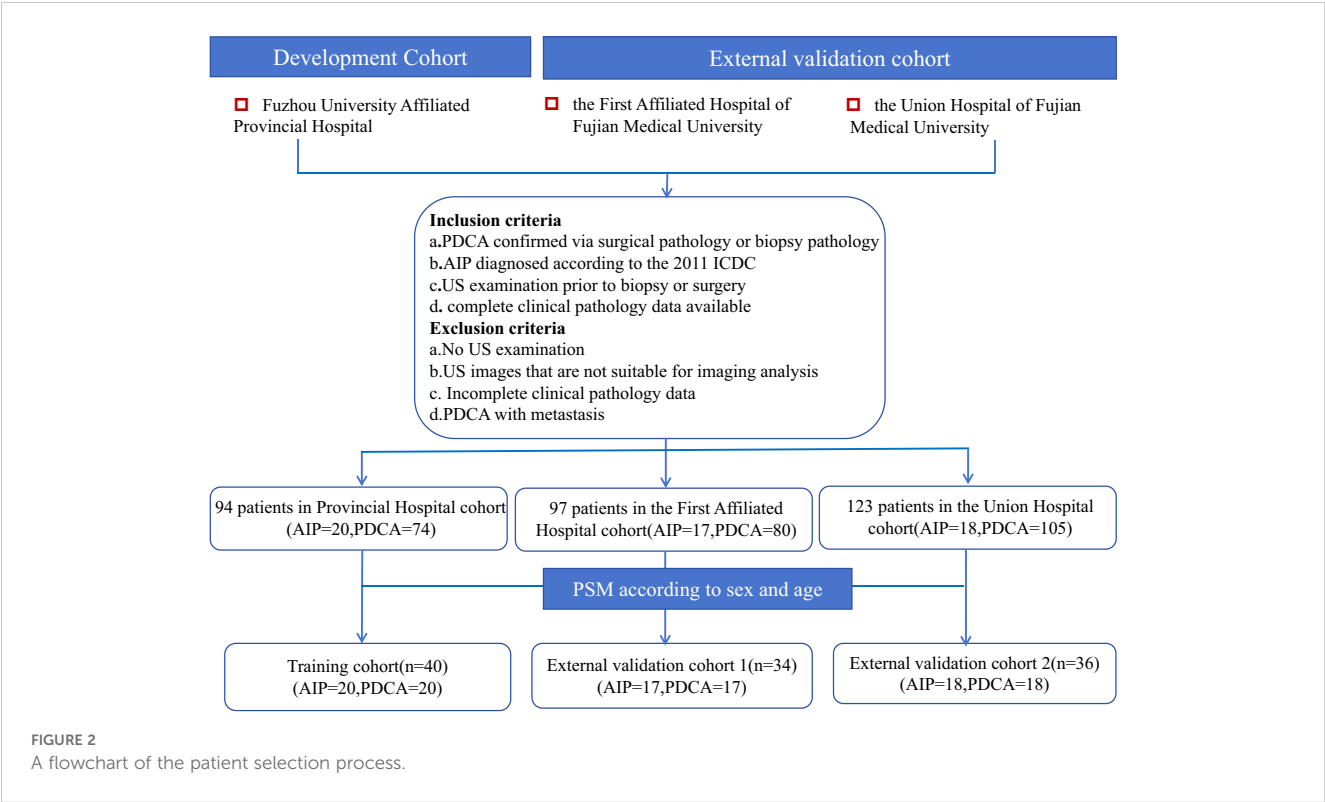 Development Cohort
External validation cohort
Fuzhou University Affiliated
Provincial Hospital
the First Affiliated Hospital of
Fujian Medical University
the Union Hospital of Fujian
Medical University
Inclusion criteria
a.PDCA confirmed via surgical pathology or biopsy pathology
b.AIP diagnosed according to the 2011 ICDC
c.US examination prior to biopsy or surgery
d. complete clinical pathology data available
Exclusion criteria
a.No US examination
b.US images that are not suitable for imaging analysis
c. Incomplete clinical pathology data
d.PDCA with metastasis
94 patients in Provincial Hospital cohort
(AIP=20,PDCA=74)
97 patients in the First Affiliated
Hospital cohort(AIP=17,PDCA=80)
123 patients in the Union Hospital
cohort(AIP=18,PDCA=105)
PSM according to sex and age
Training cohort(n=40)
(AIP=20,PDCA=20)
External validation cohort 1(n=34)
(AIP=17,PDCA=17)
External validation cohort 2(n=36)
(AIP=18,PDCA=18)
FIGURE 2
A flowchart of the patient selection process.